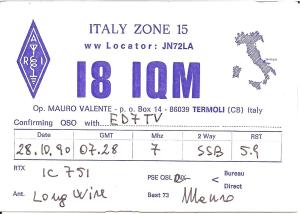 ITALY ZONE 15
ww Locator: JN72LA
ARI
I8 IQM
Op. MAURO VALENTE - p. o. Box 14 - 86039 TERMOLI (CB) Italy
Confirming QSO with ED7TV
DATE GMT Mhz 2 Way RST
28.10.90 07.28 7 SSB 5.9
RTX IC 751 PSE QSL Bureau
Direct
Ant. Long Wire Best 73 Mauro